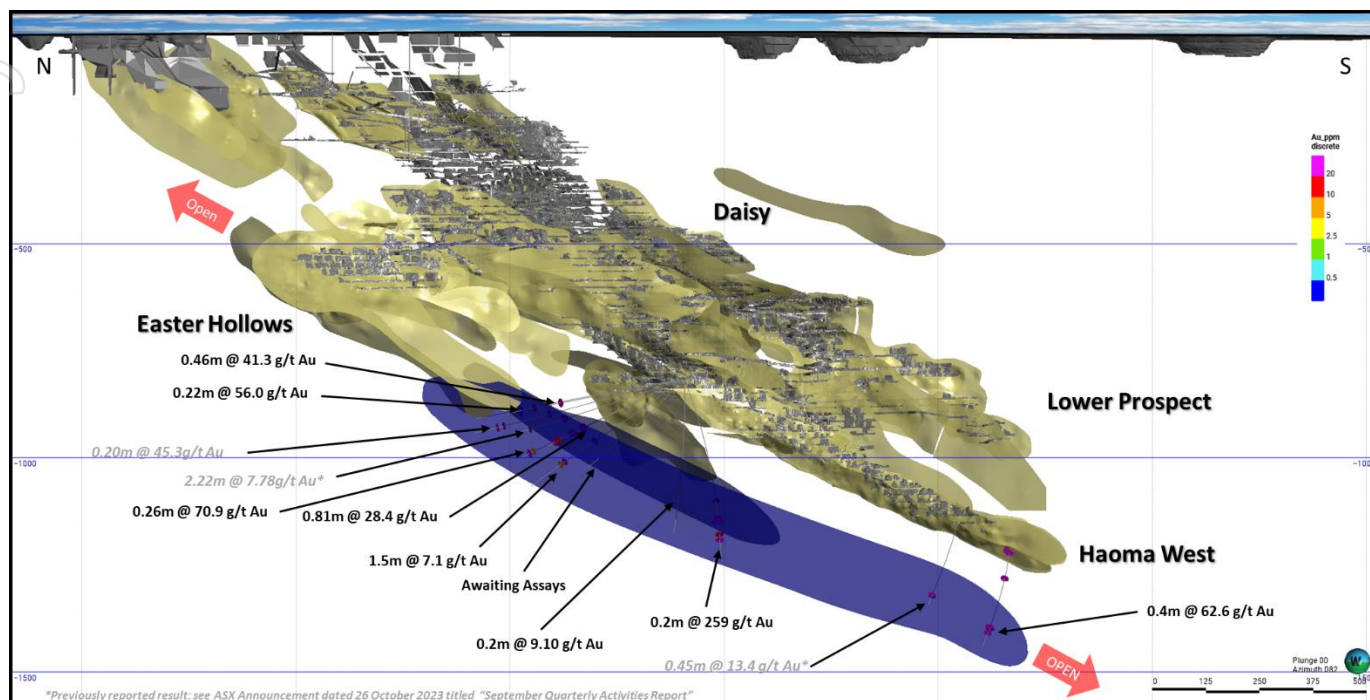 N
S
Au_ppm
discrete
20
10
5
2.5
1
0.5
Open
Daisy
-500
Easter Hollows
0.46m @ 41.3 g/t Au
0.22m @ 56.0 g/t Au
Lower Prospect
0.20m @ 45.3g/t Au
-1000
2.22m @ 7.78g/t Au*
0.26m @ 70.9 g/t Au
0.81m @ 28.4 g/t Au
1.5m @ 7.1 g/t Au
Haoma West
Awaiting Assays
0.2m @ 259 g/t Au
0.4m @ 62.6 g/t Au
0.2m @ 9.10 g/t Au
0.45m @ 13.4 g/t Au*
OPEN
Plunge 00
Azimuth 082
W
-1500
0 125 250 375 500
*Previously reported result: see ASX Announcement dated 26 October 2023 titled "September Quarterly Activities Report"